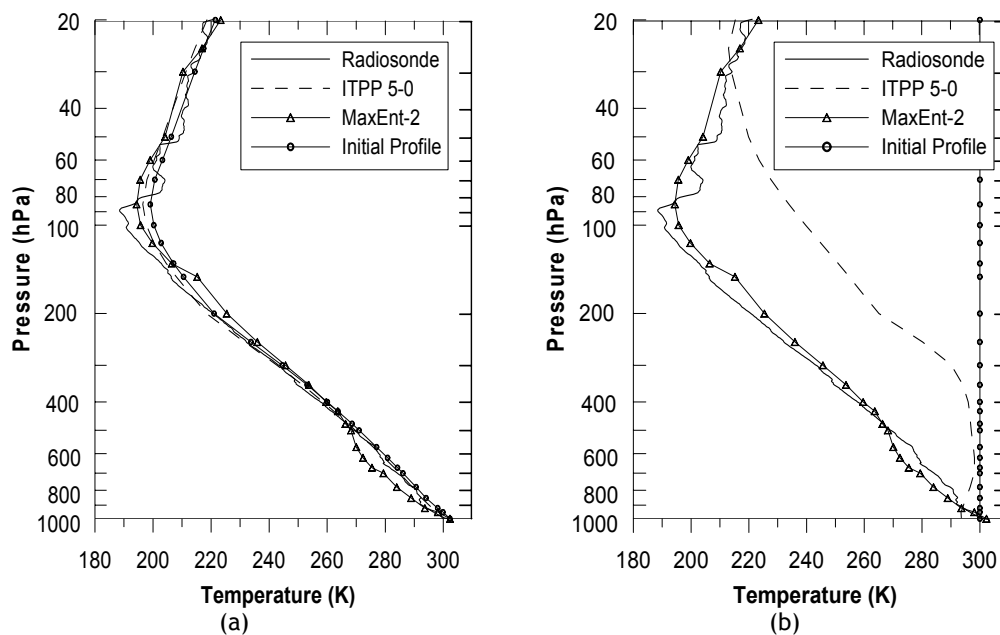 Pressure (hPa)
20
40
60
80
100
200
400
600
800
1000
Radiosonde
ITPP 5-0
MaxEnt-2
Initial Profile
180 200 220 240 260 280 300
Temperature (K)
(a)
Pressure (hPa)
20
40
60
80
100
200
400
600
800
1000
Radiosonde
ITPP 5-0
MaxEnt-2
Initial Profile
180 200 220 240 260 280 300
Temperature (K)
(b)